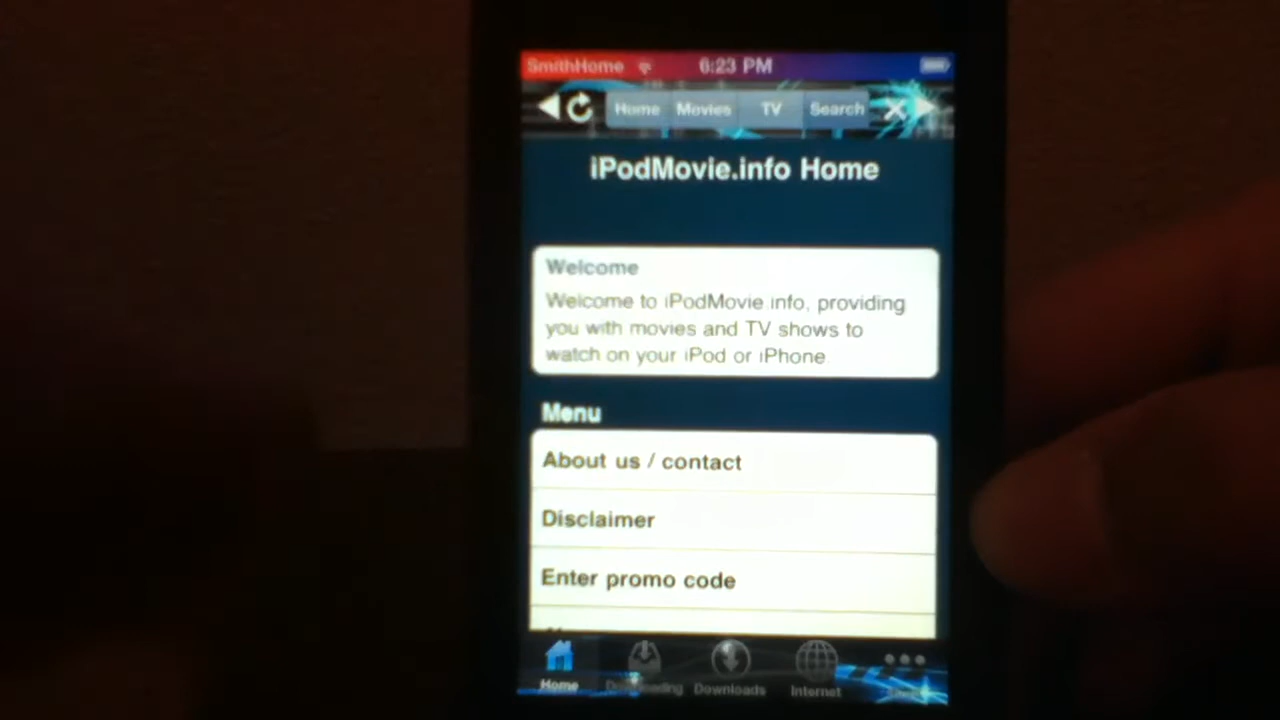 SmithHome 6:23 PM
Home Movies TV Search
iPodMovie.info Home
Welcome
Welcome to iPodMovie.info, providing
you with movies and TV shows to
watch on your iPod or iPhone
Menu
About us / contact
Disclaimer
Enter promo code
Home Downloading Downloads Internet